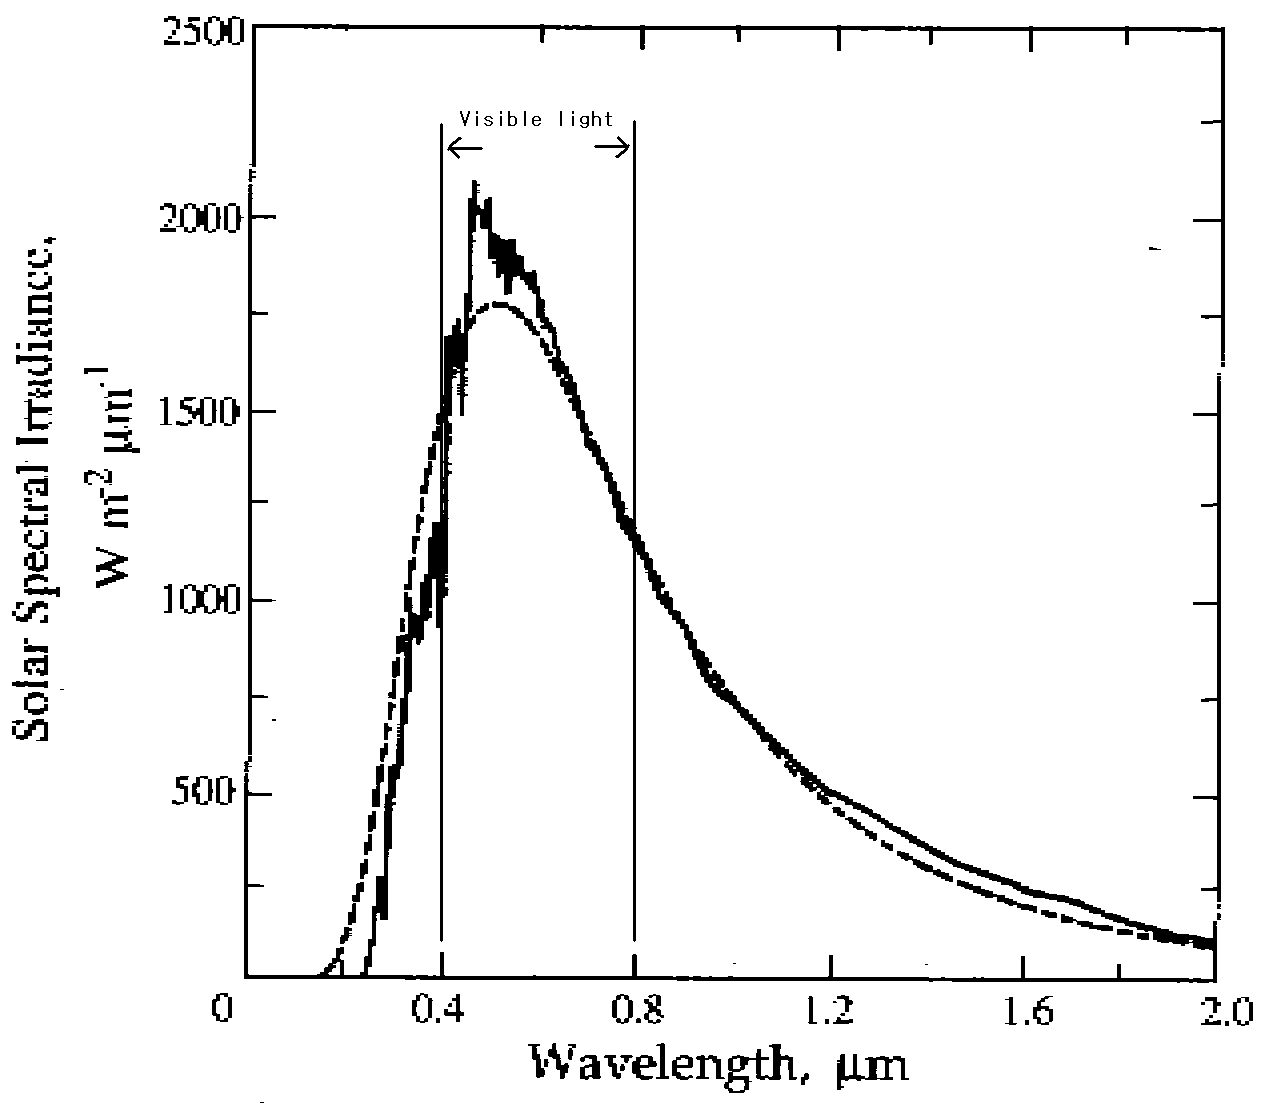 2500
Visible light
2000
1500
1000
500
0
0.4
0.8
1.2
1.6
2.0
Wavelength, μm
Solar Spectral Irradiance,
W m-2 μm-1